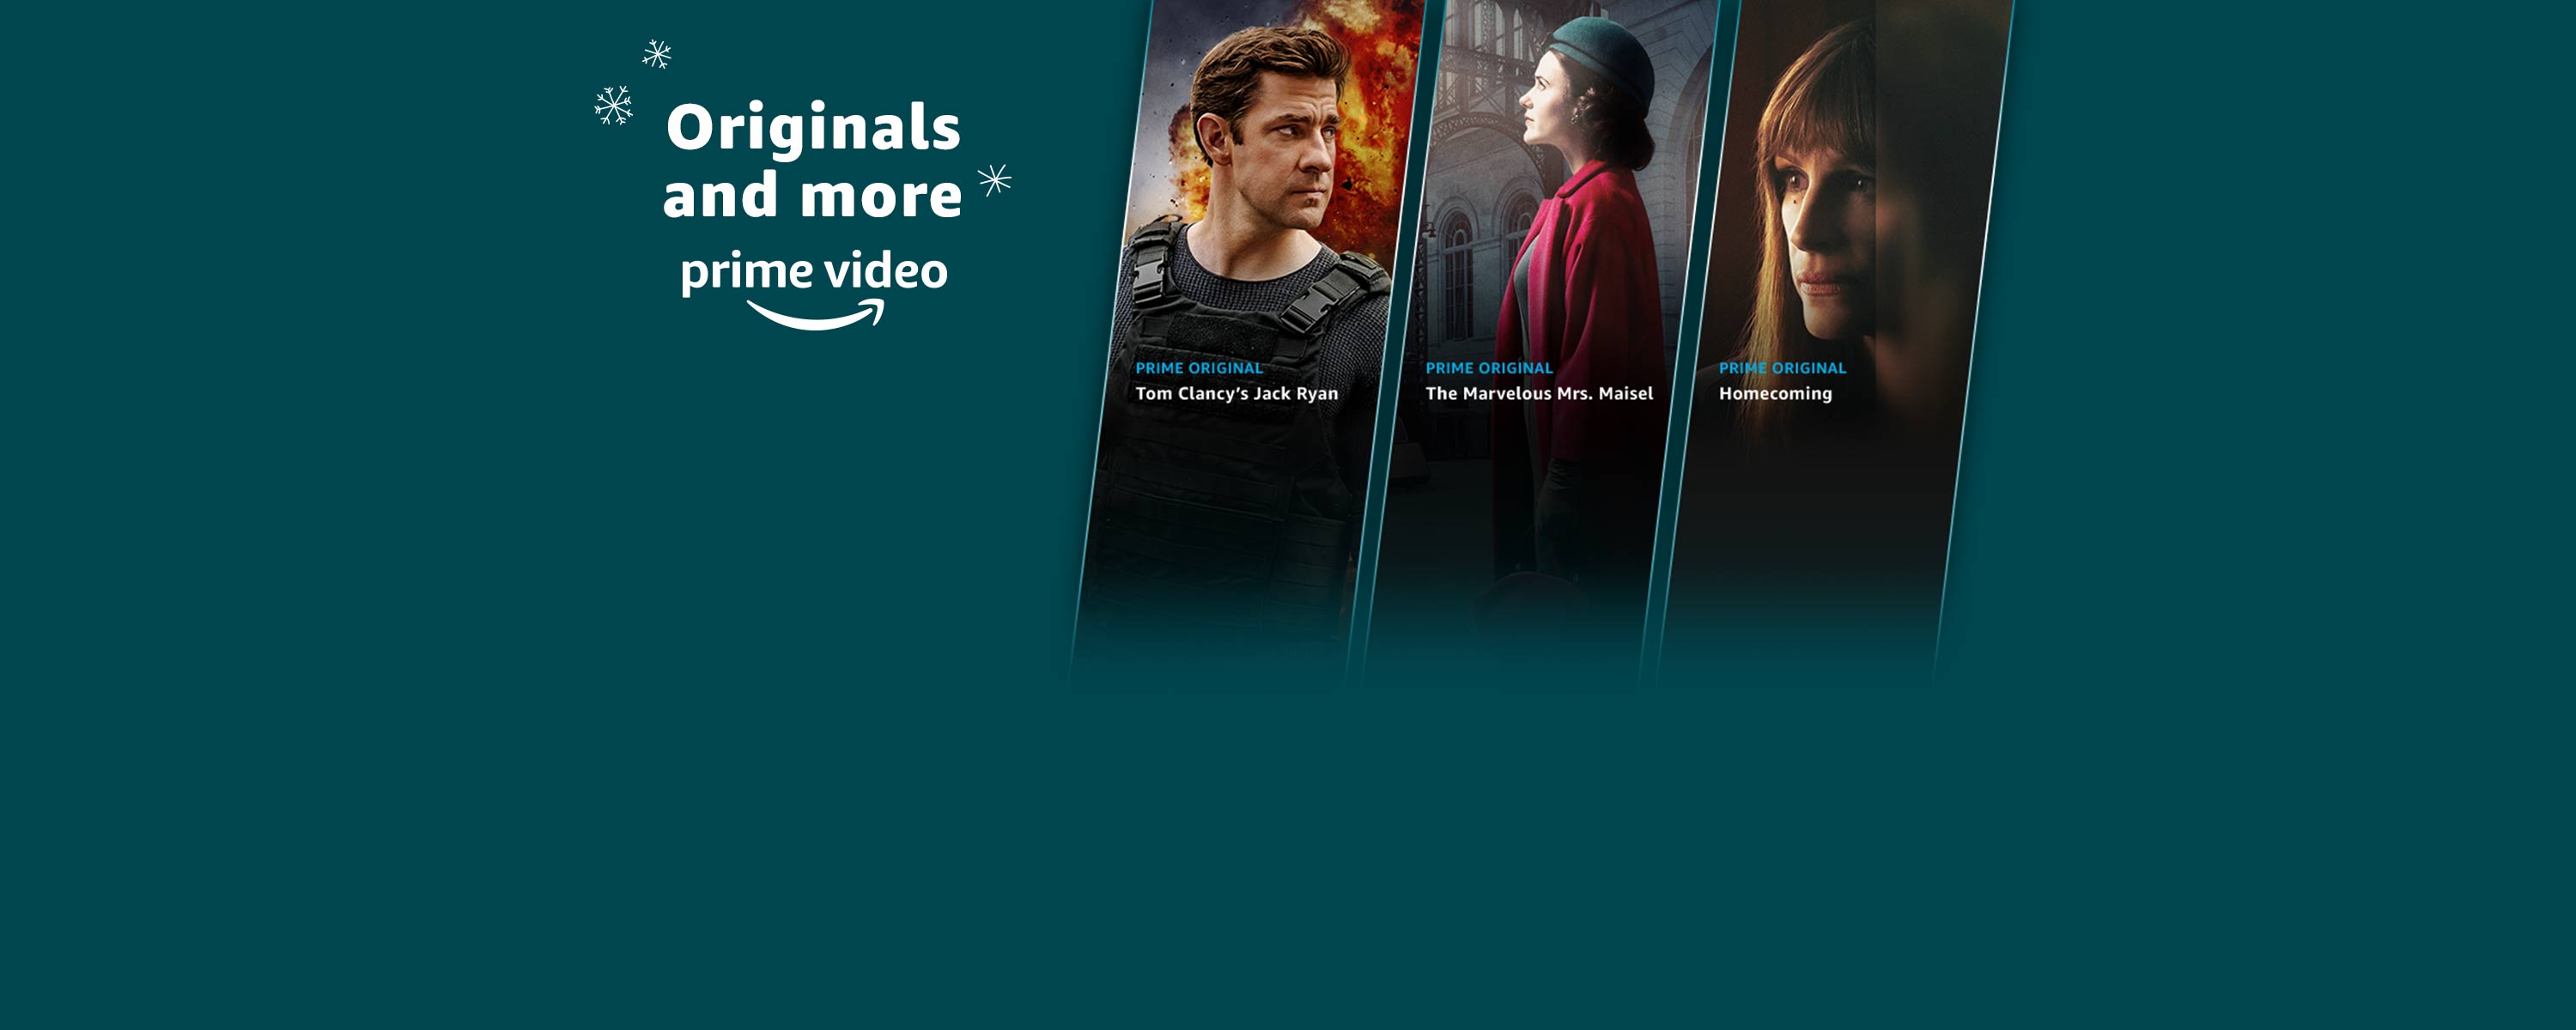 Originals
and more
prime video
PRIME ORIGINAL
Tom Clancy’s Jack Ryan
PRIME ORIGINAL
The Marvelous Mrs. Maisel
PRIME ORIGINAL
Homecoming